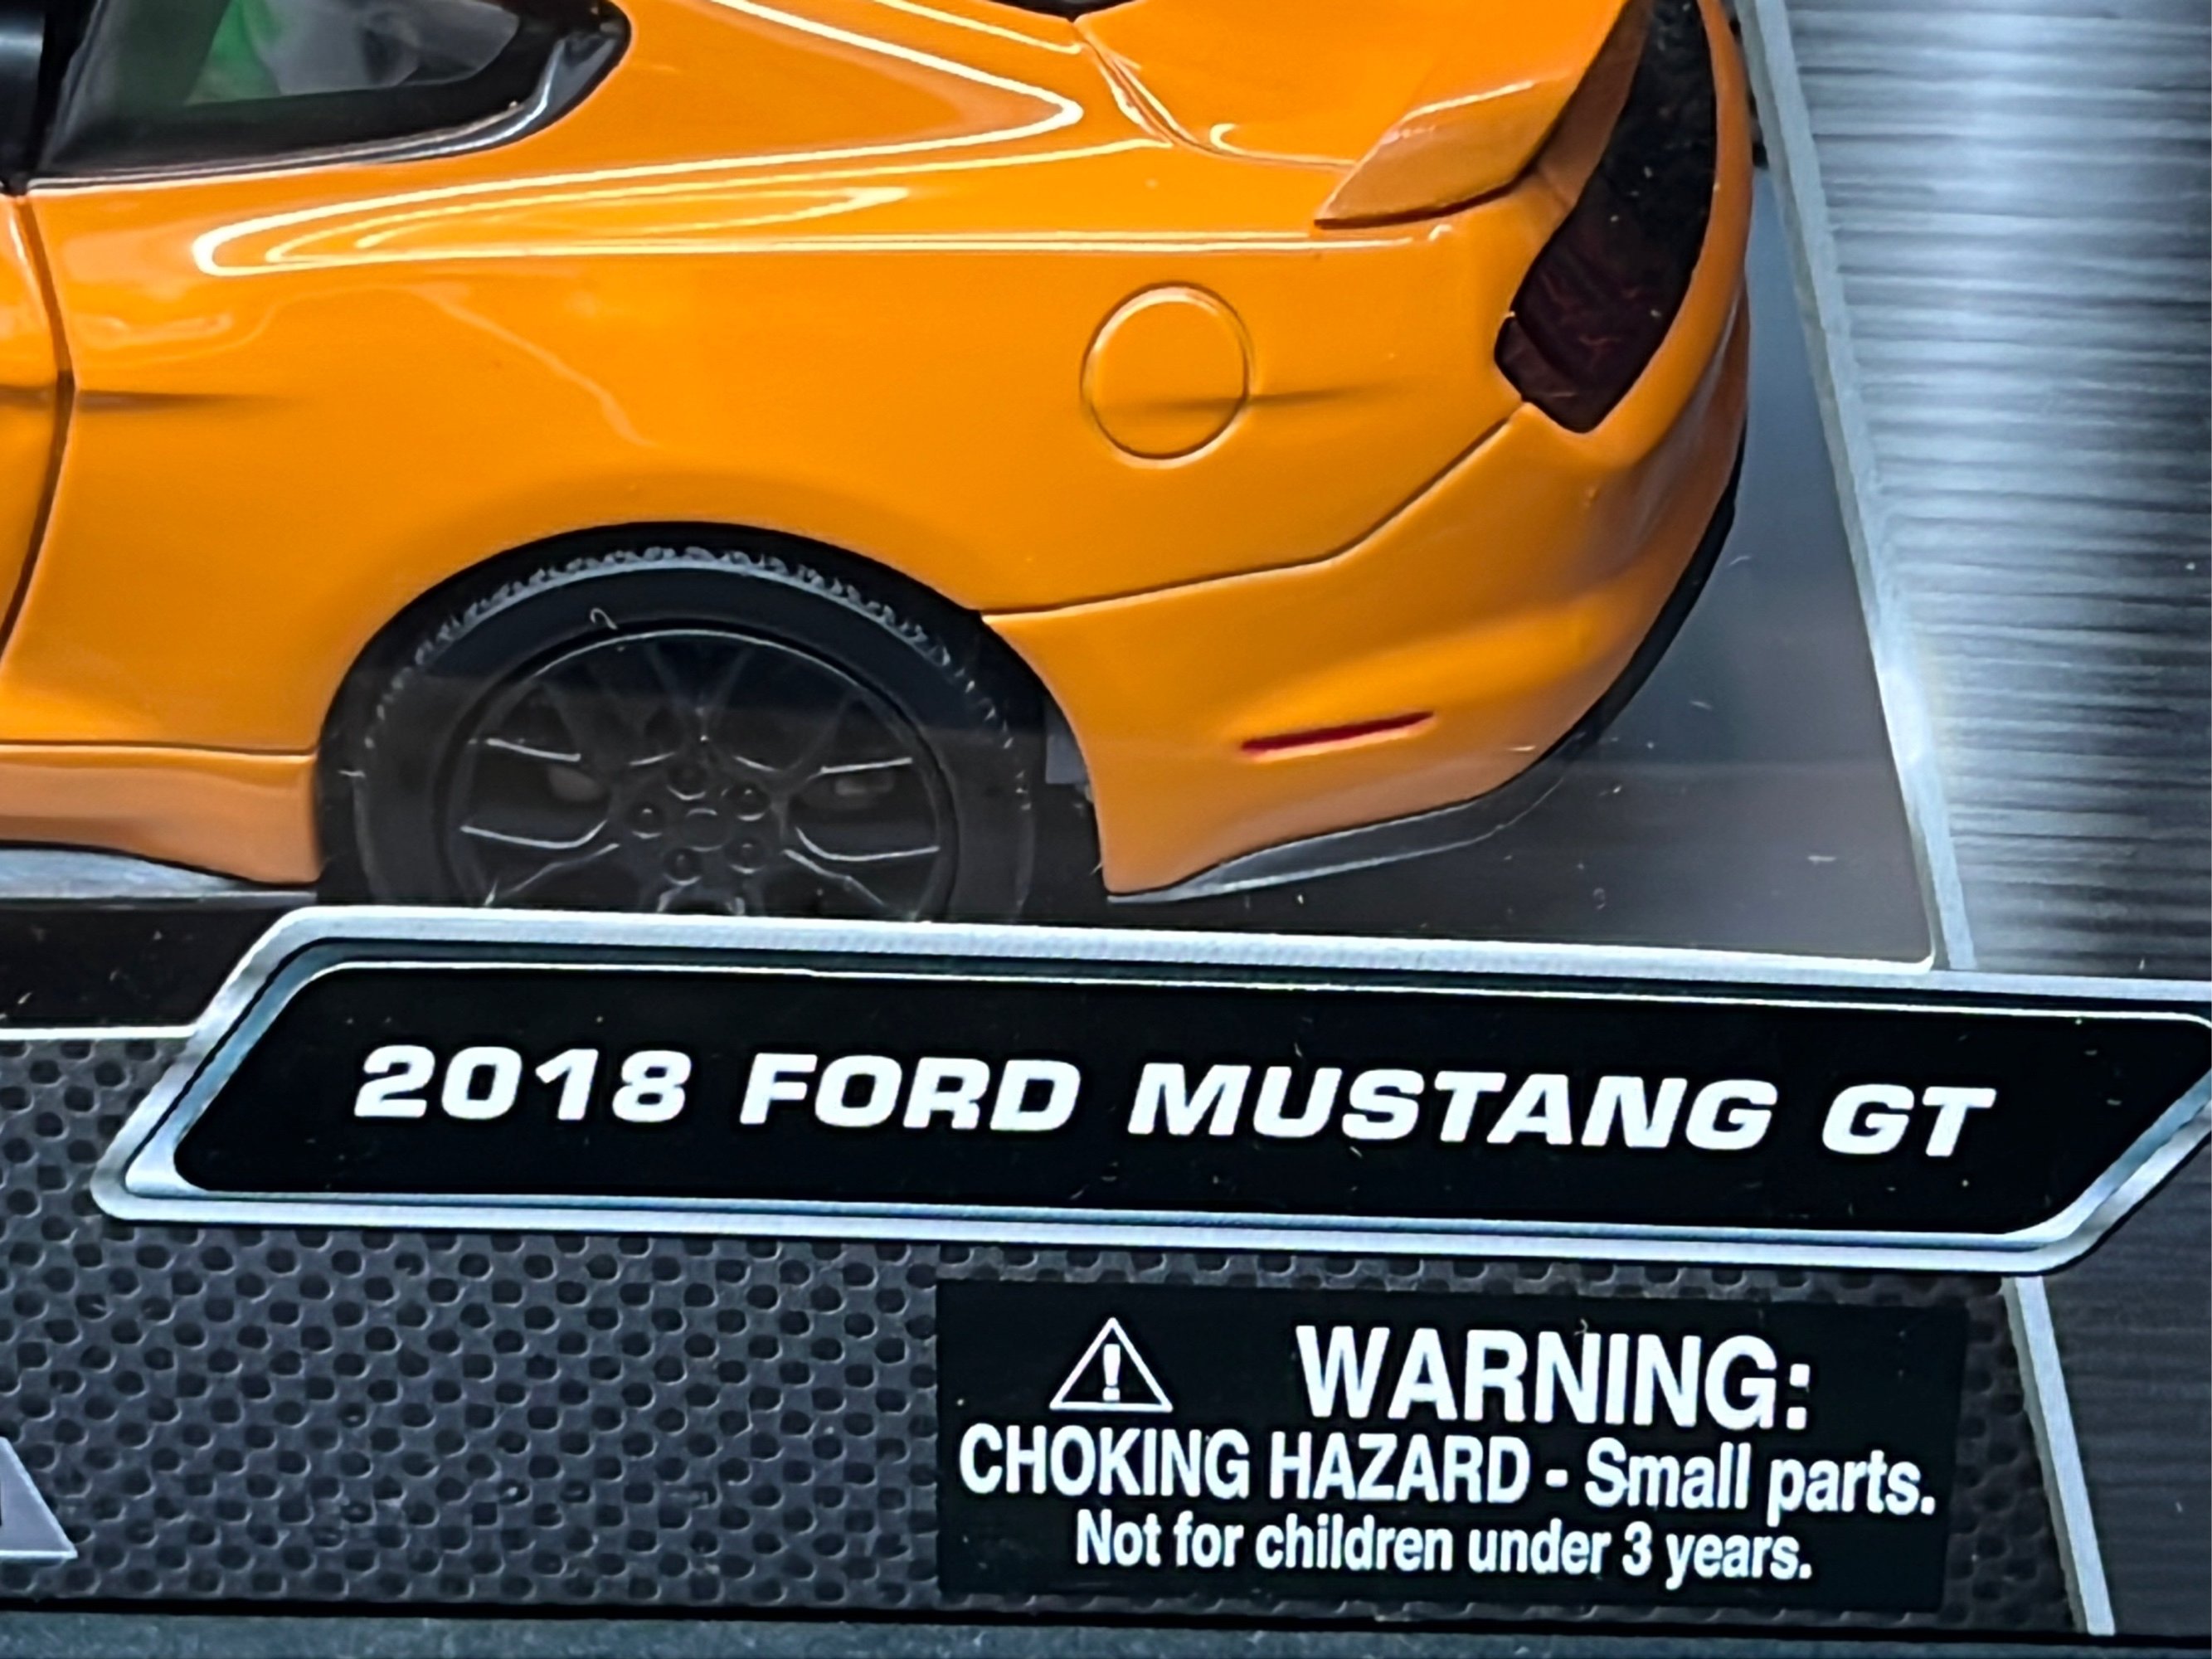 2018 FORD MUSTANG GT
WARNING:
CHOKING HAZARD - Small parts.
Not for children under 3 years.